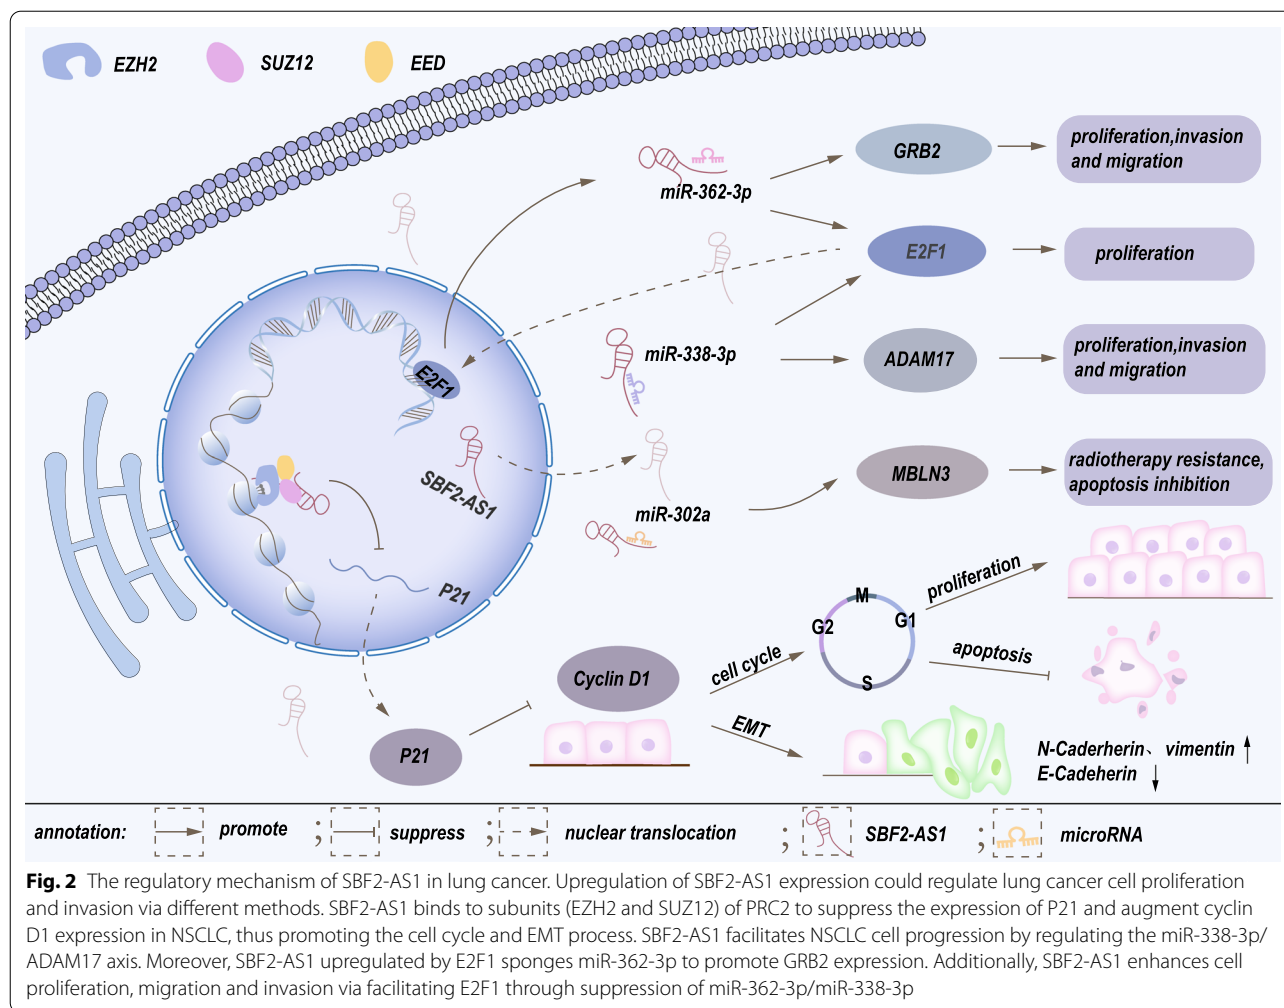 EZH2
SUZ12
EED
miR-362-3p
GRB2
proliferation,invasion
and migration
E2F1
proliferation
miR-338-3p
ADAM17
proliferation,invasion
and migration
E2F1
SBF2-AS1
miR-302a
MBLN3
radiotherapy resistance,
apoptosis inhibition
P21
P21
Cyclin D1
cell cycle
EMT
M
G1
G2
S
proliferation
apoptosis
N-Caderherin、vimentin
E-Cadeherin
annotation: promote ; suppress ; nuclear translocation ; SBF2-AS1 ; microRNA
Fig. 2 The regulatory mechanism of SBF2-AS1 in lung cancer. Upregulation of SBF2-AS1 expression could regulate lung cancer cell proliferation
and invasion via different methods. SBF2-AS1 binds to subunits (EZH2 and SUZ12) of PRC2 to suppress the expression of P21 and augment cyclin
D1 expression in NSCLC, thus promoting the cell cycle and EMT process. SBF2-AS1 facilitates NSCLC cell progression by regulating the miR-338-3p/
ADAM17 axis. Moreover, SBF2-AS1 upregulated by E2F1 sponges miR-362-3p to promote GRB2 expression. Additionally, SBF2-AS1 enhances cell
proliferation, migration and invasion via facilitating E2F1 through suppression of miR-362-3p/miR-338-3p